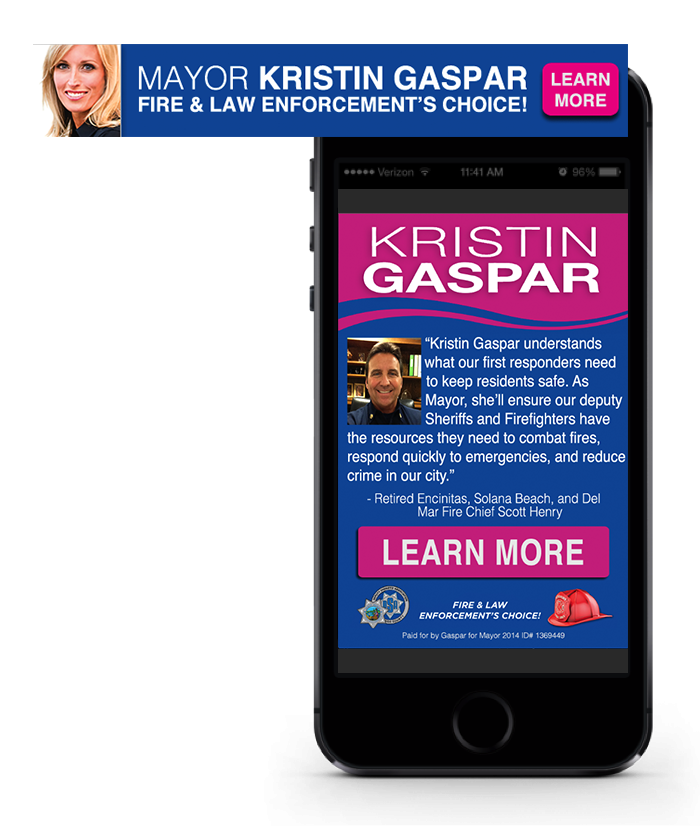 MAYOR KRISTIN GASPAR
FIRE & LAW ENFORCEMENT'S CHOICE!
LEARN
MORE
Verizon
11:41 AM
96%
KRISTIN
GASPAR
“Kristin Gaspar understands
what our first responders need
to keep residents safe. As
Mayor, she'll ensure our deputy
Sheriffs and Firefighters have
the resources they need to combat fires,
respond quickly to emergencies, and reduce
crime in our city.”
- Retired Encinitas, Solana Beach, and Del
Mar Fire Chief Scott Henry
LEARN MORE
FIRE & LAW
ENFORCEMENT'S CHOICE!
Paid for by Gaspar for Mayor 2014 ID# 1369449